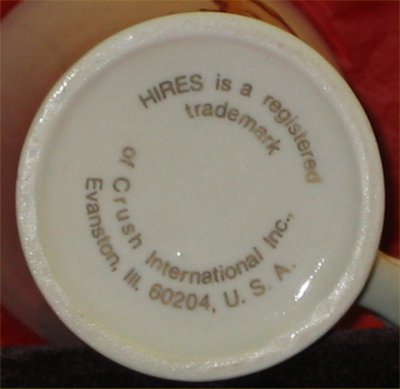 HIRES is a registered
trademark
of Crush International Inc.,
Evanston, Ill. 60204, U. S. A.